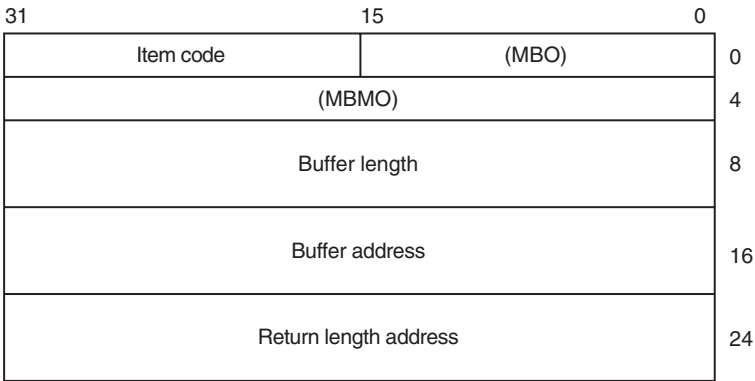 31 15 0
Item code (MBO) 0
(MBMO) 4
Buffer length 8
Buffer address 16
Return length address 24